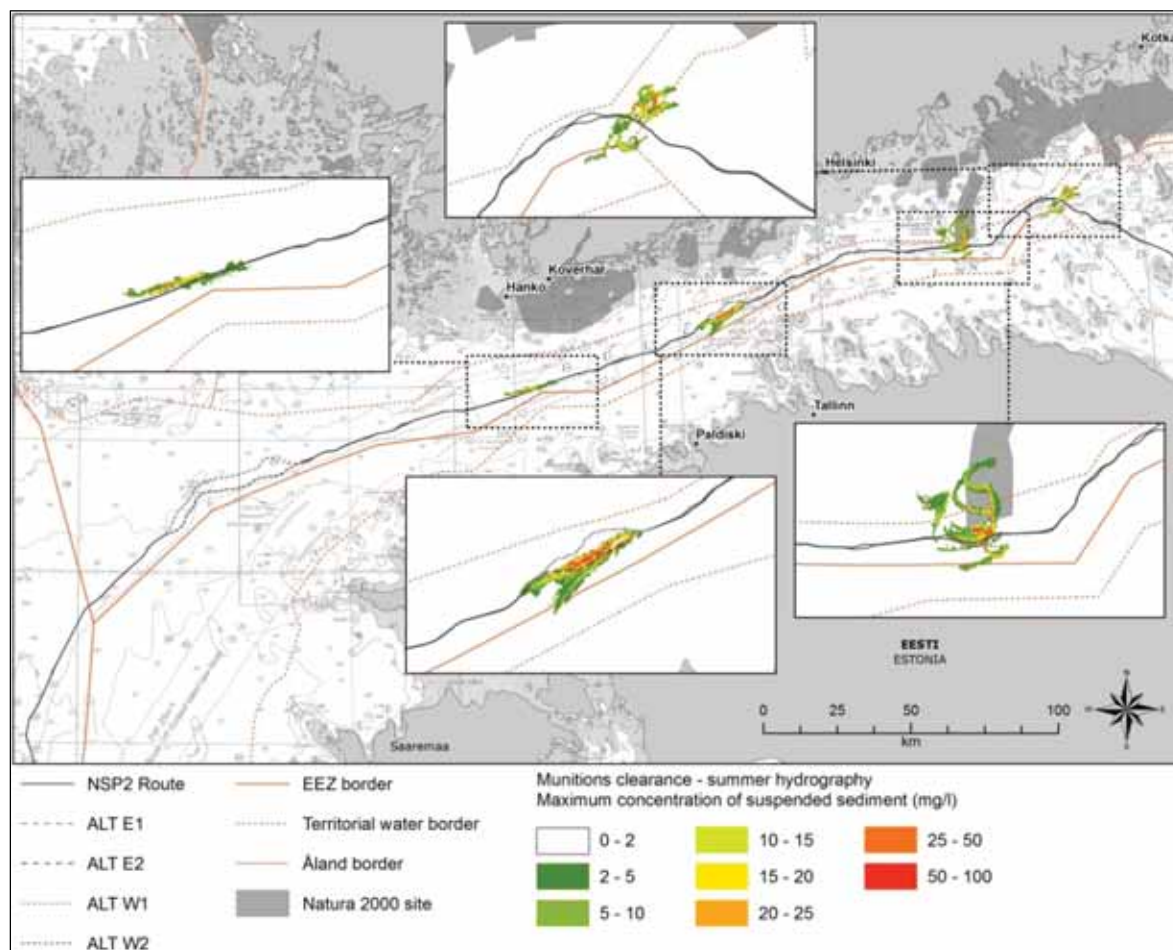 Kotka
Helsinki
Koverhar
Hanko
Tallinn
Paldiski
EESTI
ESTONIA
0 25 50 100
km
Saaremaa
NSP2 Route
ALT E1
ALT E2
ALT W1
ALT W2
EEZ border
Territorial water border
Åland border
Natura 2000 site
Munitions clearance - summer hydrography
Maximum concentration of suspended sediment (mg/l)
0 - 2
2 - 5
5 - 10
10 - 15
15 - 20
20 - 25
25 - 50
50 - 100